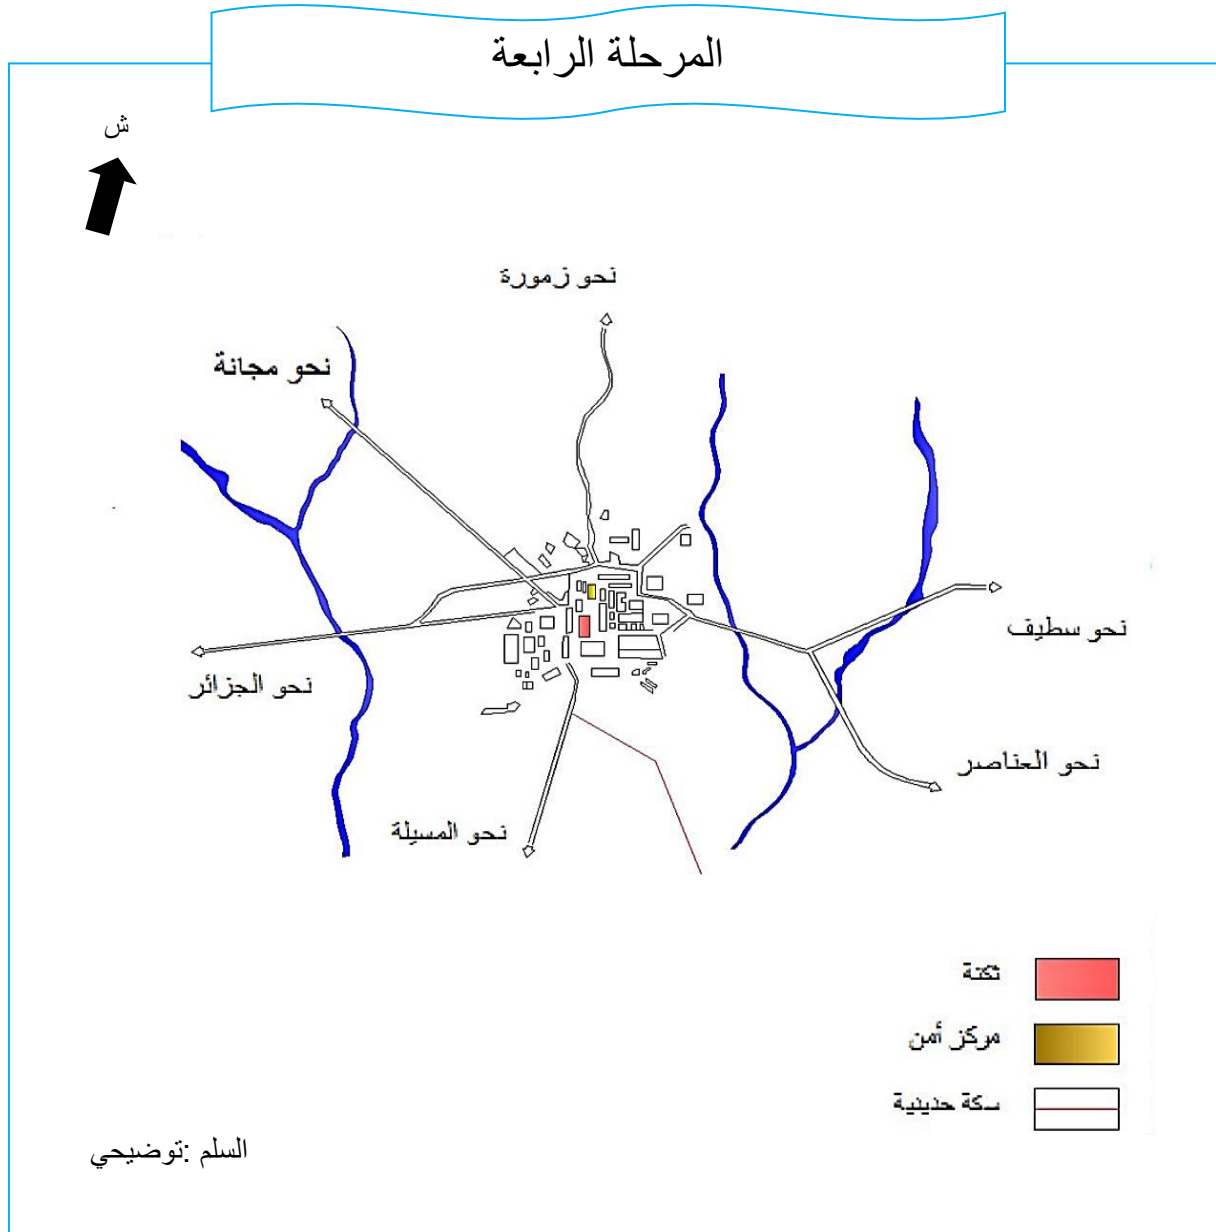 المرحلة الرابعة
ش
نحو زمورة
نحو مجانة
نحو سطيف
نحو الجزائر
نحو العناصر
نحو المسيلة
ثكنة
مركز أمن
سكة حديدية
السلم :توضيحي